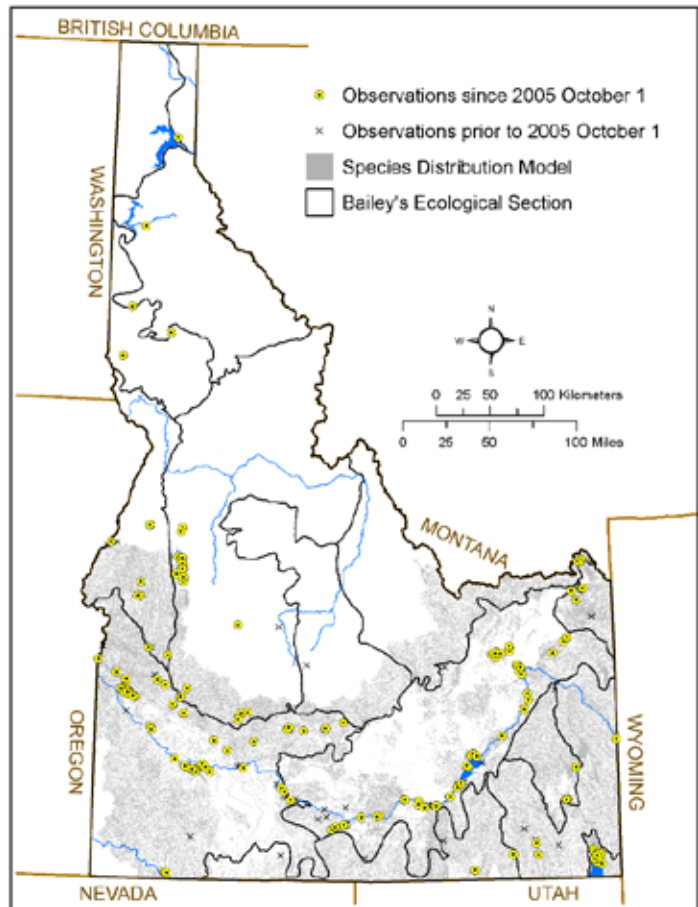 BRITISH COLUMBIA
Observations since 2005 October 1
Observations prior to 2005 October 1
Species Distribution Model
Bailey's Ecological Section
WASHINGTON
N
W E
S
0 25 50 100 Kilometers
0 25 50 100 Miles
MONTANA
OREGON
WYOMING
NEVADA UTAH